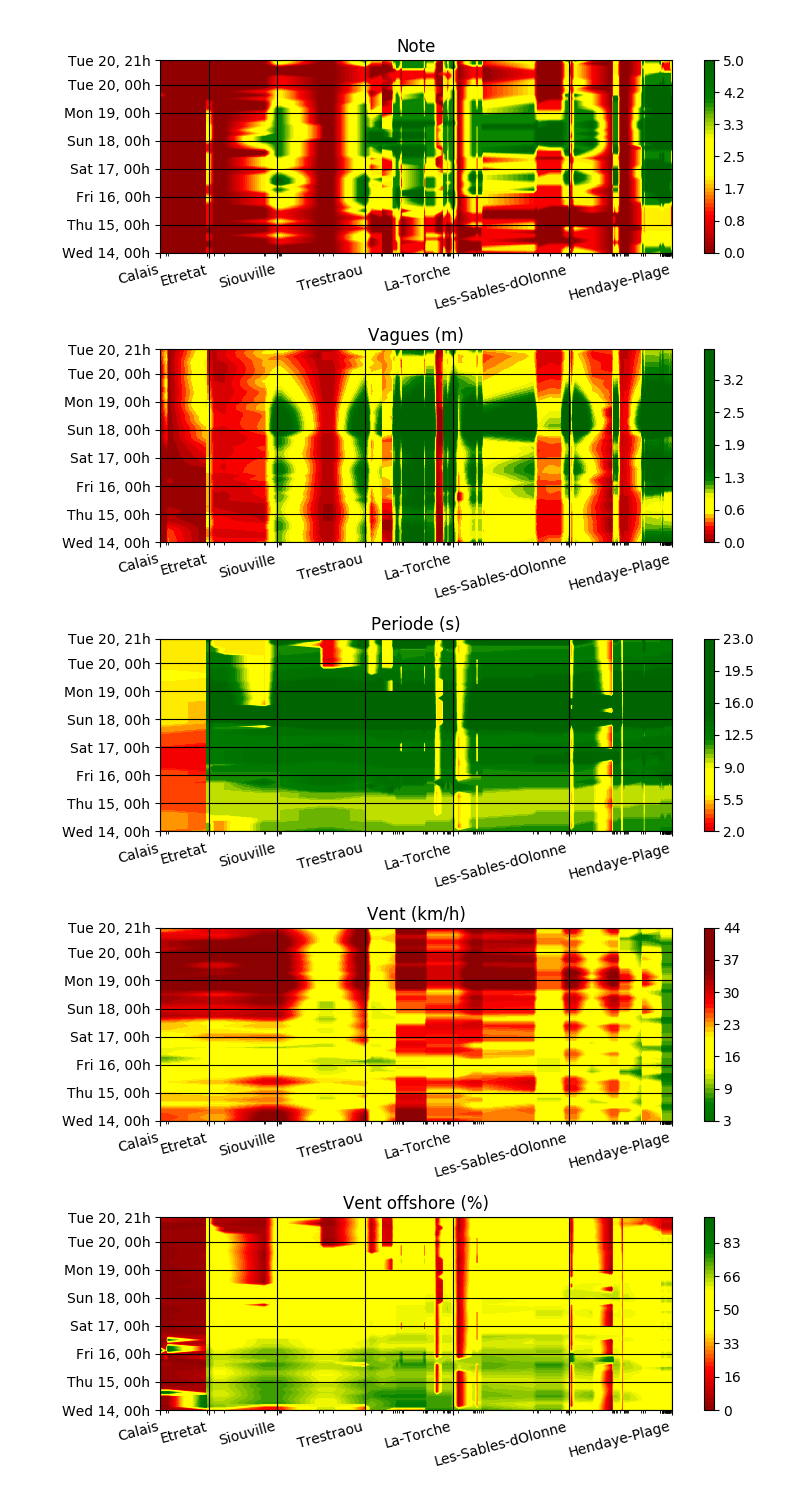 Note
Tue 20, 21h
Tue 20, 00h
Mon 19, 00h
Sun 18, 00h
Sat 17, 00h
Fri 16, 00h
Thu 15, 00h
Wed 14, 00h
Calais Etretat Siouville Trestraou La-Torche Les-Sables-dOlonne Hendaye-Plage
5.0
4.2
3.3
2.5
1.7
0.8
0.0
Vagues (m)
Tue 20, 21h
Tue 20, 00h
Mon 19, 00h
Sun 18, 00h
Sat 17, 00h
Fri 16, 00h
Thu 15, 00h
Wed 14, 00h
Calais Etretat Siouville Trestraou La-Torche Les-Sables-dOlonne Hendaye-Plage
3.2
2.5
1.9
1.3
0.6
0.0
Periode (s)
Tue 20, 21h
Tue 20, 00h
Mon 19, 00h
Sun 18, 00h
Sat 17, 00h
Fri 16, 00h
Thu 15, 00h
Wed 14, 00h
Calais Etretat Siouville Trestraou La-Torche Les-Sables-dOlonne Hendaye-Plage
23.0
19.5
16.0
12.5
9.0
5.5
2.0
Vent (km/h)
Tue 20, 21h
Tue 20, 00h
Mon 19, 00h
Sun 18, 00h
Sat 17, 00h
Fri 16, 00h
Thu 15, 00h
Wed 14, 00h
Calais Etretat Siouville Trestraou La-Torche Les-Sables-dOlonne Hendaye-Plage
44
37
30
23
16
9
3
Vent offshore (%)
Tue 20, 21h
Tue 20, 00h
Mon 19, 00h
Sun 18, 00h
Sat 17, 00h
Fri 16, 00h
Thu 15, 00h
Wed 14, 00h
Calais Etretat Siouville Trestraou La-Torche Les-Sables-dOlonne Hendaye-Plage
83
66
50
33
16
0